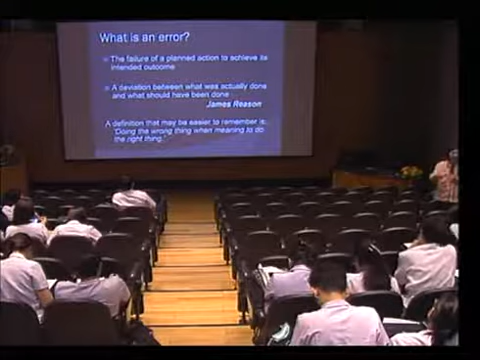 What is an error?
The failure of a planned action to achieve its
intended outcome
A deviation between what was actually done
and what should have been done
James Reason
A definition that may be easier to remember is:
"Doing the wrong thing when meaning to do
the right thing."